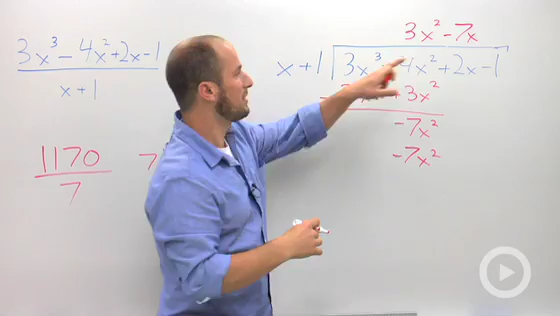 3x² - 7x
3x³ - 4x² + 2x - 1
x + 1
x + 1 3x³ 4x² + 2x - 1
+ 3x²
-7x²
-7x²
1170
7
7